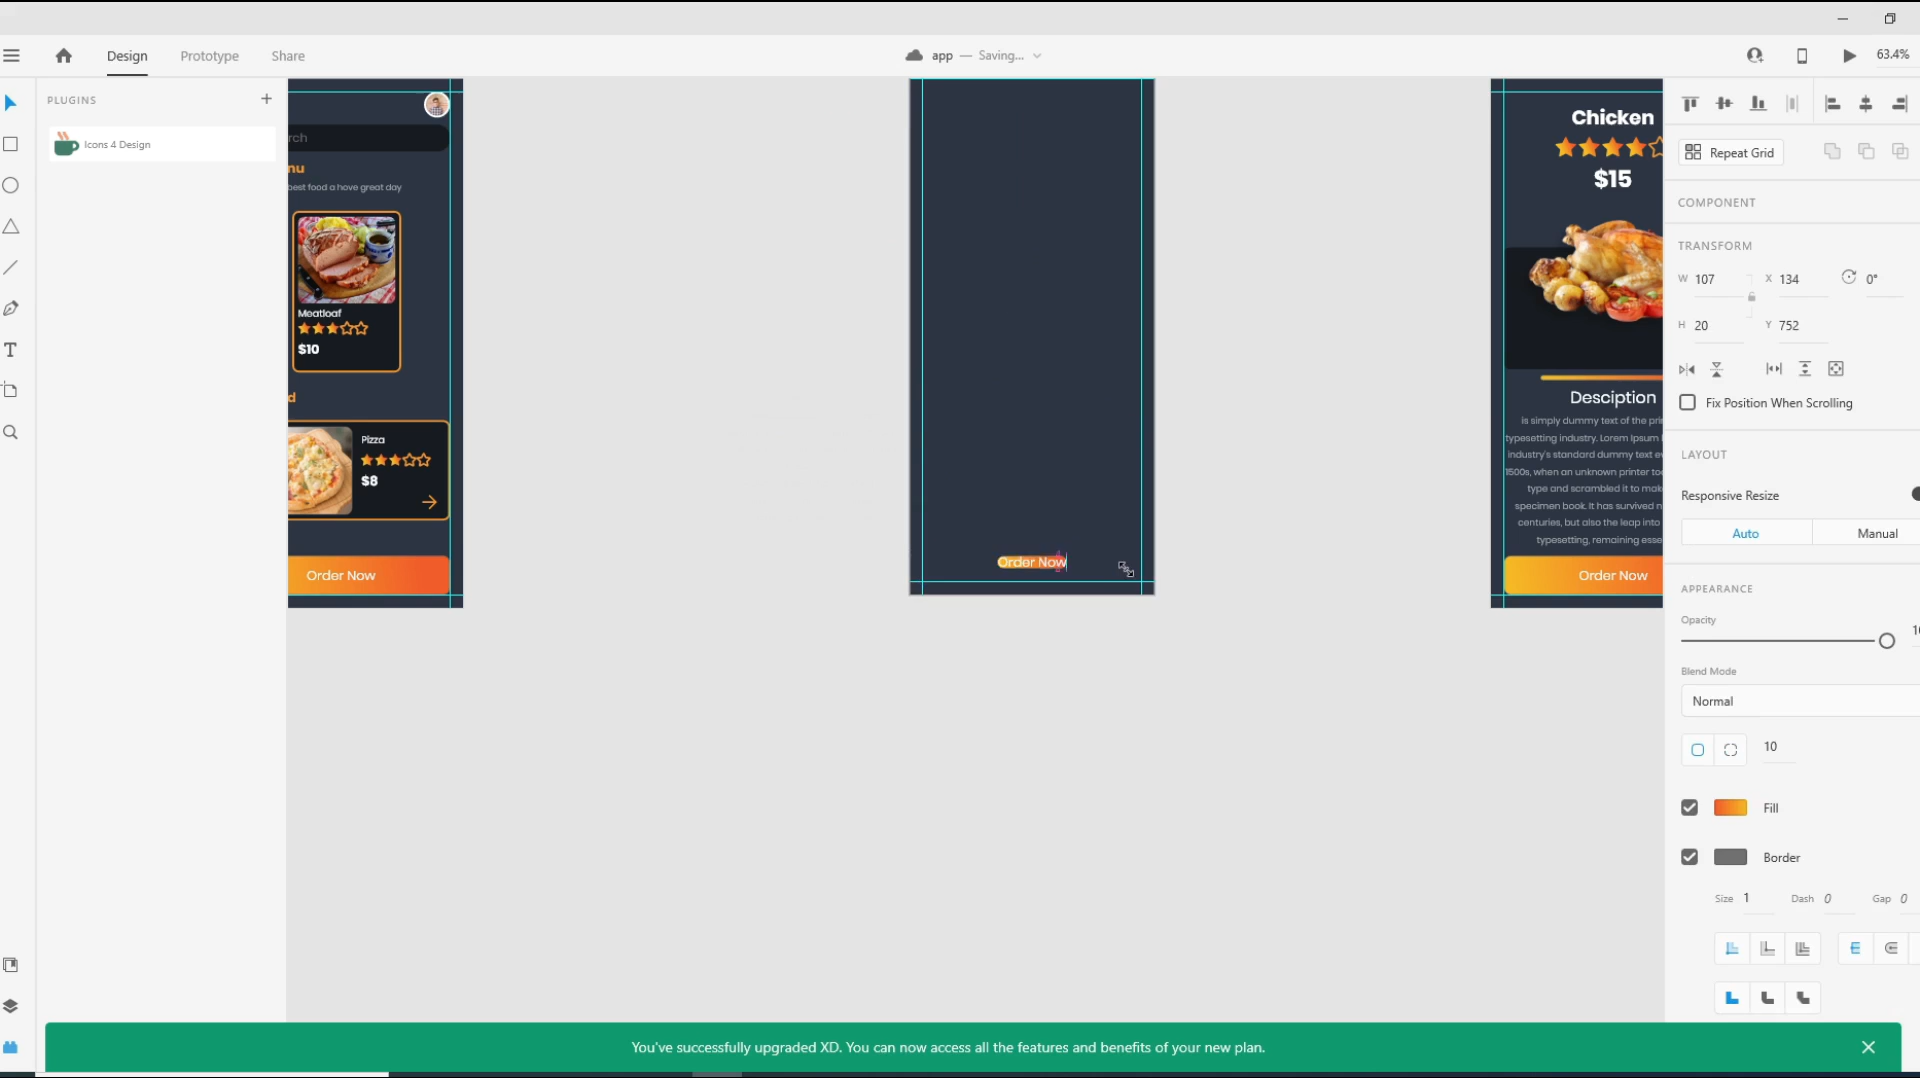 Design
Prototype
Share
app — Saving...
63.4%
PLUGINS
Icons 4 Design
rch
nu
best food a hove great day
Meatloaf
$10
d
Pizza
$8
Order Now
Order Now
Chicken
$15
Desciption
is simply dummy text of the pri
typesetting industry. Lorem Ipsum
industry's standard dummy text e
1500s, when an unknown printer to
type and scrambled it to mak
specimen book. It has survived n
centuries, but also the leap into
typesetting, remaining esse
Order Now
Repeat Grid
COMPONENT
TRANSFORM
W 107
X 134
0°
H 20
Y 752
Fix Position When Scrolling
LAYOUT
Responsive Resize
Auto
Manual
APPEARANCE
Opacity
Blend Mode
Normal
10
Fill
Border
Size 1
Dash 0
Gap 0
You've successfully upgraded XD. You can now access all the features and benefits of your new plan.